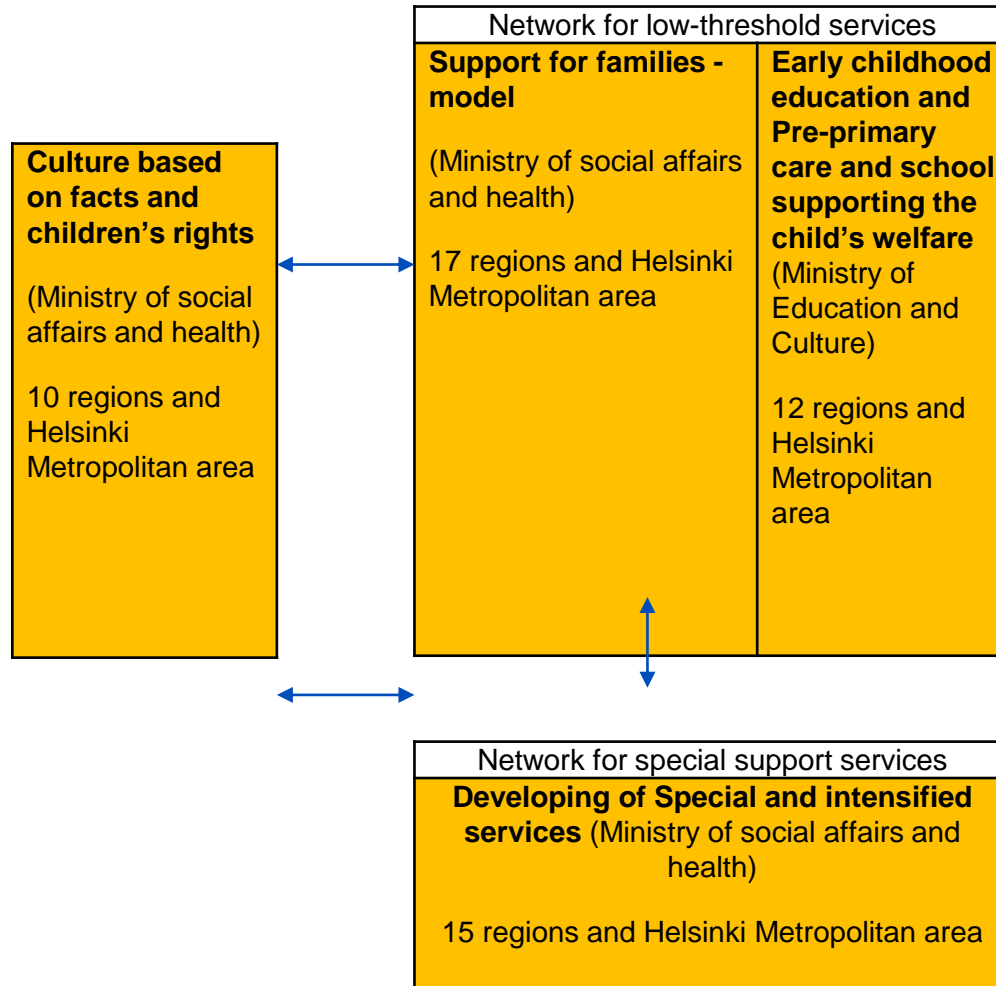 Network for low-threshold services
Support for families -
model
(Ministry of social affairs
and health)
17 regions and Helsinki
Metropolitan area
Early childhood
education and
Pre-primary
care and school
supporting the
child’s welfare
(Ministry of
Education and
Culture)
12 regions and
Helsinki
Metropolitan
area
Culture based
on facts and
children’s rights
(Ministry of social
affairs and health)
10 regions and
Helsinki
Metropolitan area
Network for special support services
Developing of Special and intensified
services (Ministry of social affairs and
health)
15 regions and Helsinki Metropolitan area